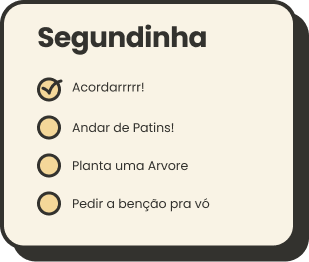 Segundinha
Acordarrrrr!
Andar de Patins!
Planta uma Arvore
Pedir a benção pra vó